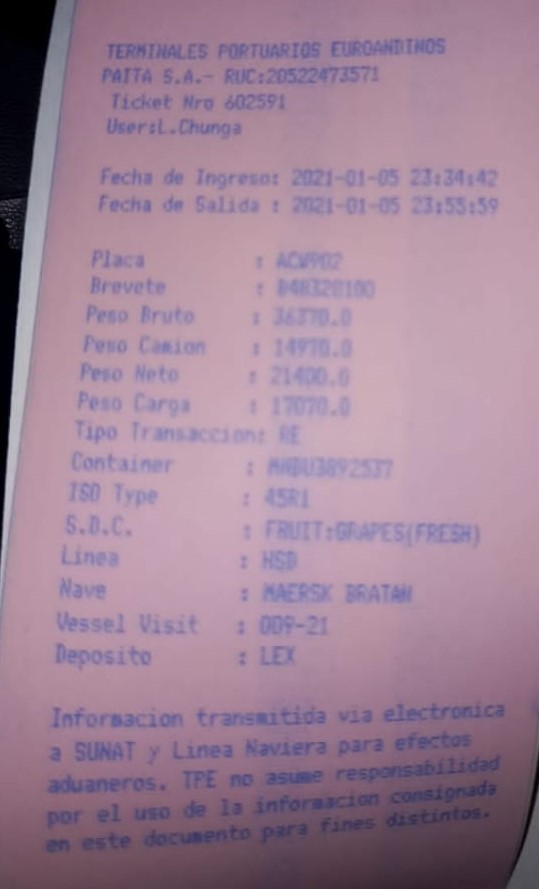 TERMINALES PORTUARIOS EUROANDINOS
PAITA S.A.- RUC:20522473571
Ticket Nro 602591
User:L.Chunga
Fecha de Ingreso: 2021-01-05 23:34:42
Fecha de Salida : 2021-01-05 23:55:59
Placa :
Brevete : B48320100
Peso Bruto : 36370.0
Peso Camion : 14970.0
Peso Neto : 21400.0
Peso Carga : 17070.0
Tipo Transaccion: RE
Container : MNBU3892537
ISO Type : 45R1
S.D.C. : FRUIT:GRAPES(FRESH)
Linea : HSD
Nave : MAERSK BRATAN
Vessel Visit : 009-21
Deposito : LEX
Informacion transmitida via electronica
a SUNAT y Linea Naviera para efectos
aduaneros. TPE no asume responsabilidad
por el uso de la informacion consignada
en este documento para fines distintos.